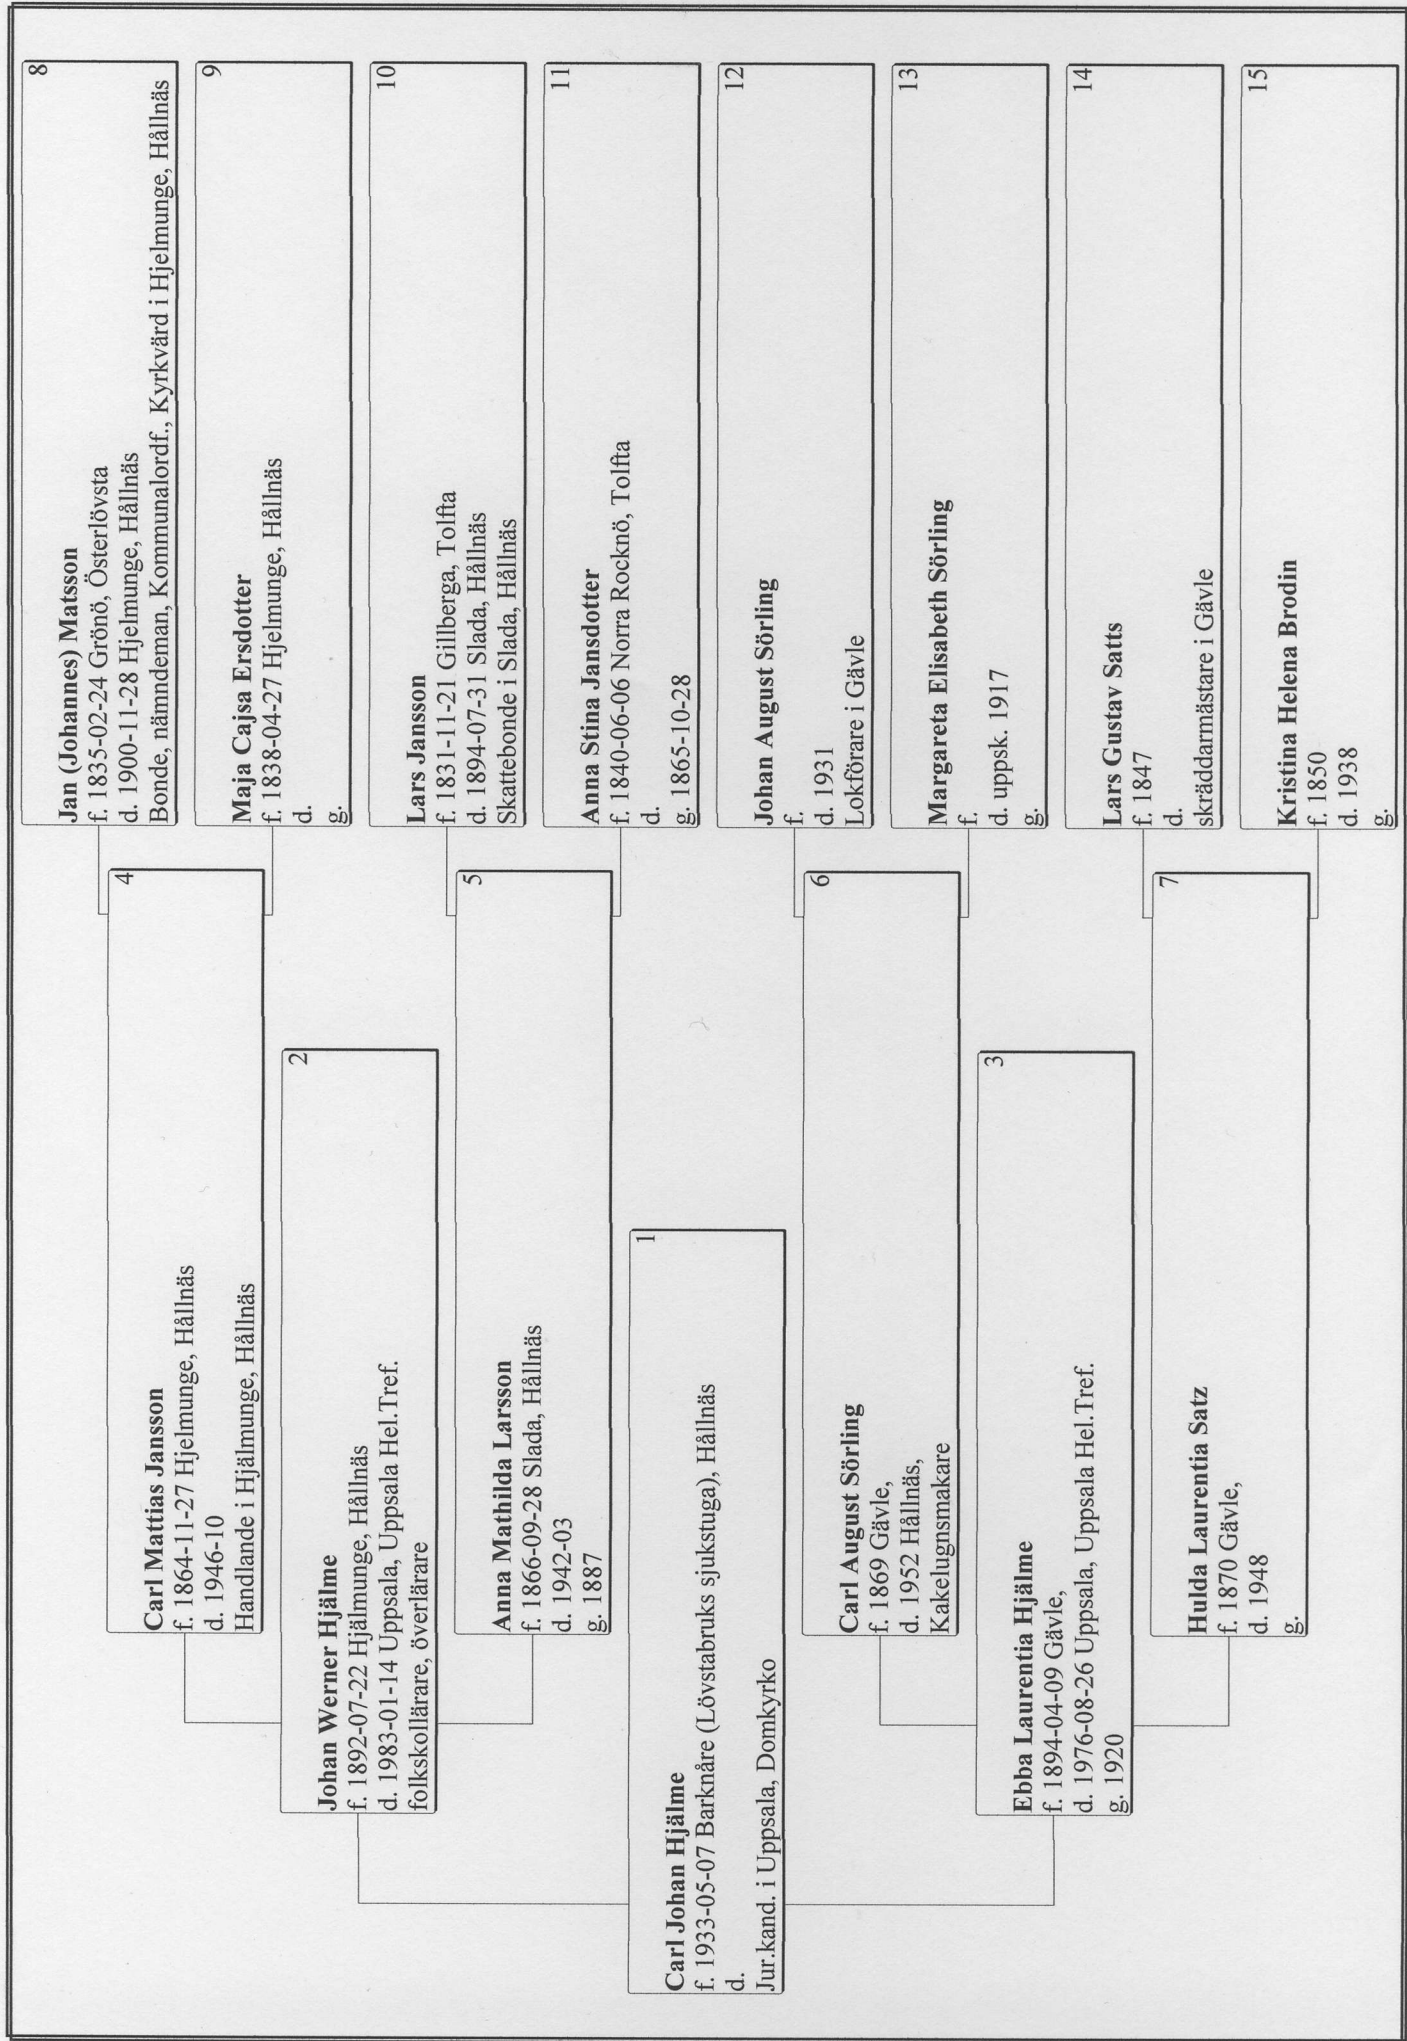 1
Carl Johan Hjälme
f. 1933-05-07 Barknåre (Lövstabruks sjukstuga), Hållnäs
d.
Jur.kand. i Uppsala, Domkyrko
2
Johan Werner Hjälme
f. 1892-07-22 Hjälmunge, Hållnäs
d. 1983-01-14 Uppsala, Uppsala Hel.Tref.
folkskollärare, överlärare
3
Ebba Laurentia Hjälme
f. 1894-04-09 Gävle,
d. 1976-08-26 Uppsala, Uppsala Hel.Tref.
g. 1920
4
Carl Mattias Jansson
f. 1864-11-27 Hjelmunge, Hållnäs
d. 1946-10
Handlande i Hjälmunge, Hållnäs
5
Anna Mathilda Larsson
f. 1866-09-28 Slada, Hållnäs
d. 1942-03
g. 1887
6
Carl August Sörling
f. 1869 Gävle,
d. 1952 Hållnäs,
Kakelugnsmakare
7
Hulda Laurentia Satz
f. 1870 Gävle,
d. 1948
g.
8
Jan (Johannes) Matsson
f. 1835-02-24 Grönö, Österlövsta
d. 1900-11-28 Hjelmunge, Hållnäs
Bonde, nämndeman, Kommunalordf., Kyrkvärd i Hjelmunge, Hållnäs
9
Maja Cajsa Ersdotter
f. 1838-04-27 Hjelmunge, Hållnäs
d.
g.
10
Lars Jansson
f. 1831-11-21 Gillberga, Tolfta
d. 1894-07-31 Slada, Hållnäs
Skattebonde i Slada, Hållnäs
11
Anna Stina Jansdotter
f. 1840-06-06 Norra Rocknö, Tolfta
d.
g. 1865-10-28
12
Johan August Sörling
f.
d. 1931
Lokförare i Gävle
13
Margareta Elisabeth Sörling
f.
d. uppsk. 1917
g.
14
Lars Gustav Satts
f. 1847
d.
skräddarmästare i Gävle
15
Kristina Helena Brodin
f. 1850
d. 1938
g.